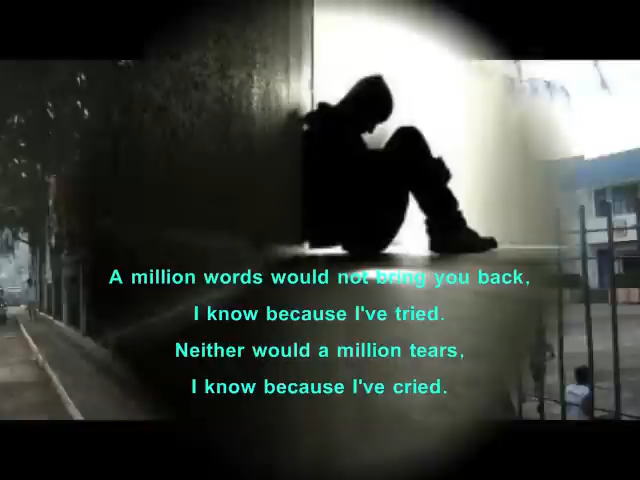 A million words would not bring you back,
I know because I've tried.
Neither would a million tears,
I know because I've cried.